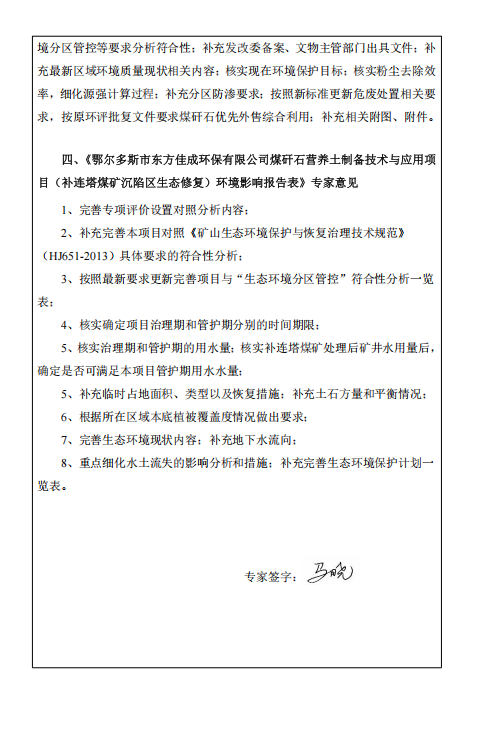 境分区管控等要求分析符合性；补充发改委备案、文物主管部门出具文件；补
充最新区域环境质量现状相关内容；核实现在环境保护目标；核实粉尘去除效
率，细化源强计算过程；补充分区防渗要求；按照新标准更新危废处置相关要
求，按原环评批复文件要求煤矸石优先外售综合利用；补充相关附图、附件。
四、《鄂尔多斯市东方佳成环保有限公司煤矸石营养土制备技术与应用项
目（补连塔煤矿沉陷区生态修复）环境影响报告表》专家意见
1、完善专项评价设置对照分析内容；
2、补充完善本项目对照《矿山生态环境保护与恢复治理技术规范》
（HJ651-2013）具体要求的符合性分析；
3、按照最新要求更新完善项目与“生态环境分区管控”符合性分析一览
表；
4、核实确定项目治理期和管护期分别的时间期限；
5、核实治理期和管护期的用水量；核实补连塔煤矿处理后矿井水用量后，
确定是否可满足本项目管护期用水水量；
5、补充临时占地面积、类型以及恢复措施；补充土石方量和平衡情况；
6、根据所在区域本底植被覆盖度情况做出要求；
7、完善生态环境现状内容；补充地下水流向；
8、重点细化水土流失的影响分析和措施；补充完善生态环境保护计划一
览表。
专家签字：马晓